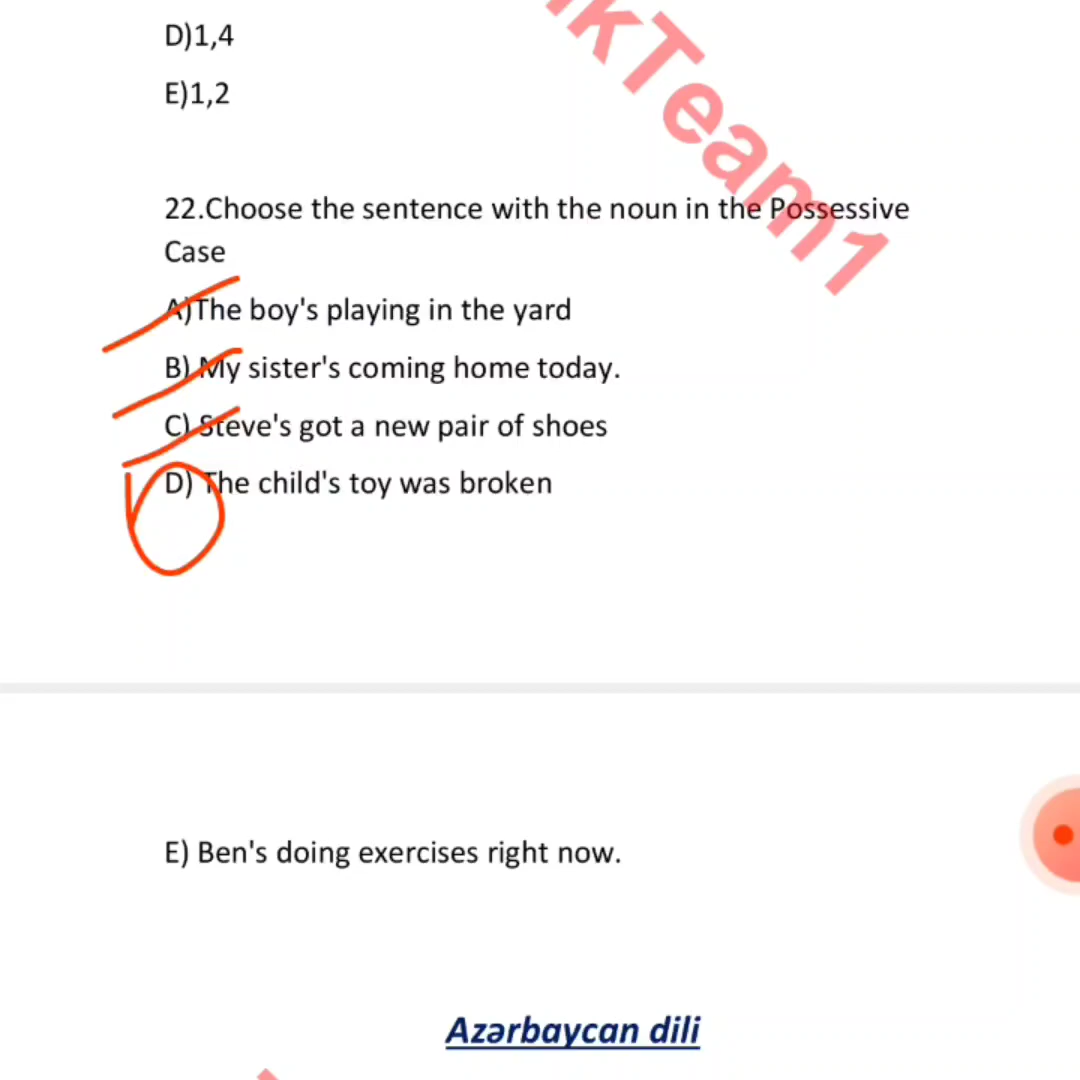 D)1,4
E)1,2
kTeam1
22.Choose the sentence with the noun in the Possessive
Case
A)The boy's playing in the yard
B) My sister's coming home today.
C) Steve's got a new pair of shoes
D) The child's toy was broken
E) Ben's doing exercises right now.
Azərbaycan dili